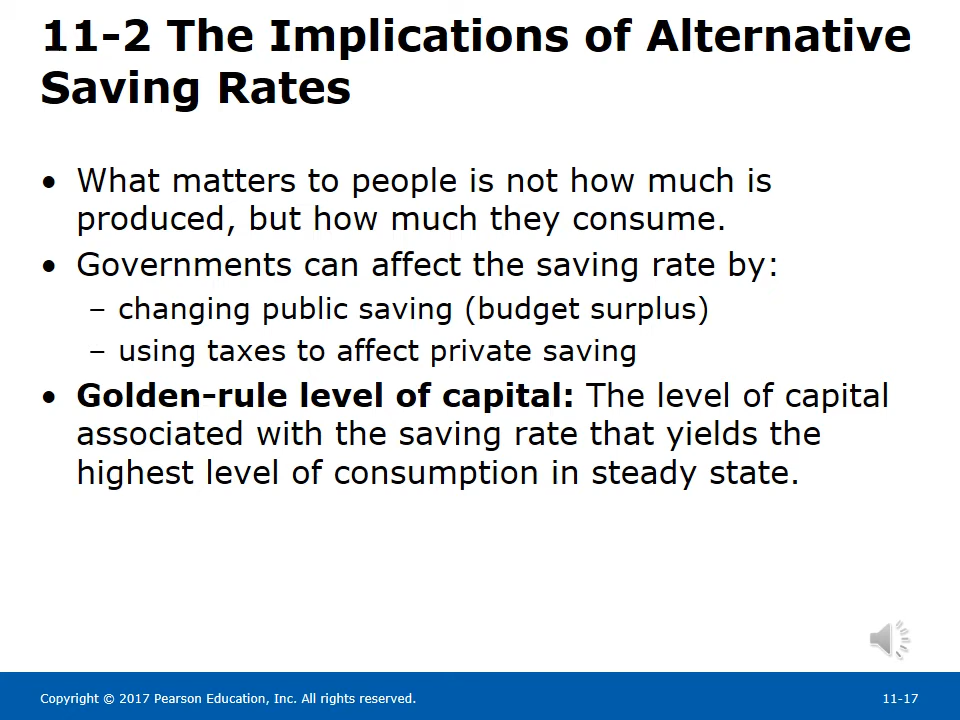 11-2 The Implications of Alternative
Saving Rates
• What matters to people is not how much is
produced, but how much they consume.
• Governments can affect the saving rate by:
– changing public saving (budget surplus)
– using taxes to affect private saving
• Golden-rule level of capital: The level of capital
associated with the saving rate that yields the
highest level of consumption in steady state.
Copyright © 2017 Pearson Education, Inc. All rights reserved.
11-17